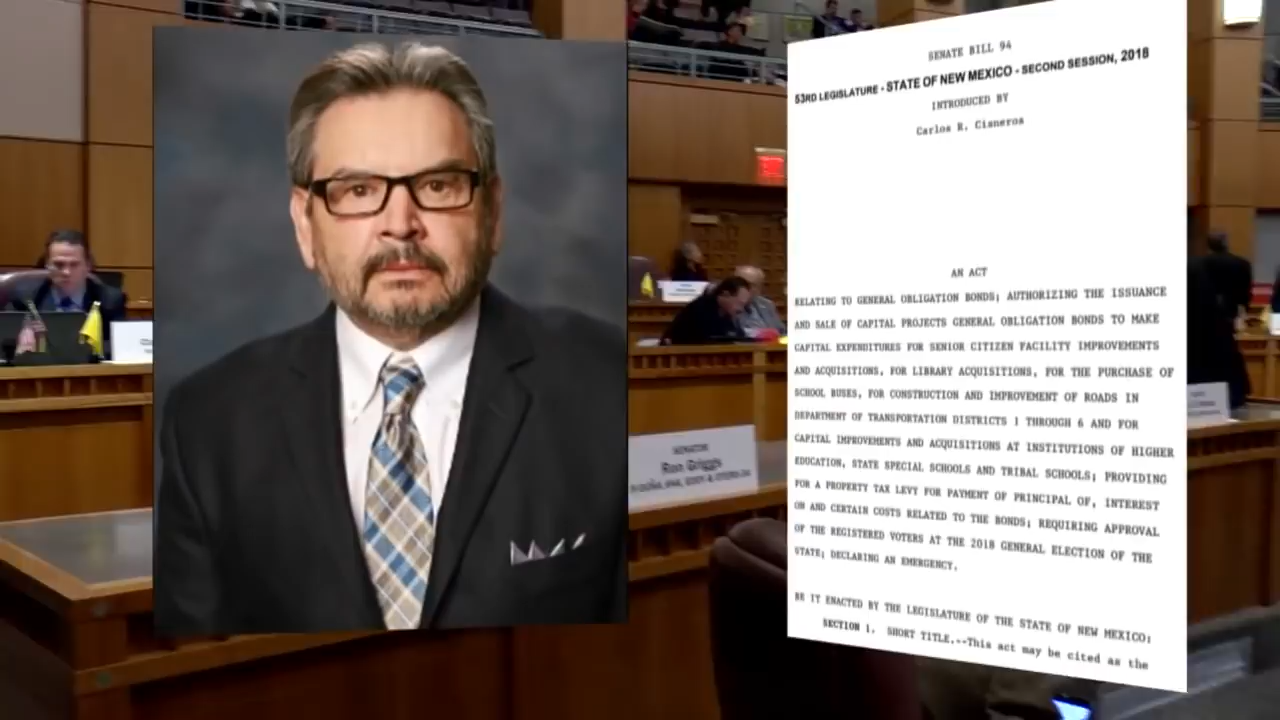 SENATE BILL 94
53RD LEGISLATURE - STATE OF NEW MEXICO - SECOND SESSION, 2018
INTRODUCED BY
Carlos R. Cisneros
AN ACT
RELATING TO GENERAL OBLIGATION BONDS; AUTHORIZING THE ISSUANCE
AND SALE OF CAPITAL PROJECTS GENERAL OBLIGATION BONDS TO MAKE
CAPITAL EXPENDITURES FOR SENIOR CITIZEN FACILITY IMPROVEMENTS
AND ACQUISITIONS, FOR LIBRARY ACQUISITIONS, FOR THE PURCHASE OF
SCHOOL BUSES, FOR CONSTRUCTION AND IMPROVEMENT OF ROADS IN
DEPARTMENT OF TRANSPORTATION DISTRICTS 1 THROUGH 6 AND FOR
CAPITAL IMPROVEMENTS AND ACQUISITIONS AT INSTITUTIONS OF HIGHER
EDUCATION, STATE SPECIAL SCHOOLS AND TRIBAL SCHOOLS; PROVIDING
FOR A PROPERTY TAX LEVY FOR PAYMENT OF PRINCIPAL OF, INTEREST
ON AND CERTAIN COSTS RELATED TO THE BONDS; REQUIRING APPROVAL
OF THE REGISTERED VOTERS AT THE 2018 GENERAL ELECTION OF THE
STATE; DECLARING AN EMERGENCY.
BE IT ENACTED BY THE LEGISLATURE OF THE STATE OF NEW MEXICO:
SECTION 1. SHORT TITLE.--This act may be cited as the
SENATOR
Ron Griggs